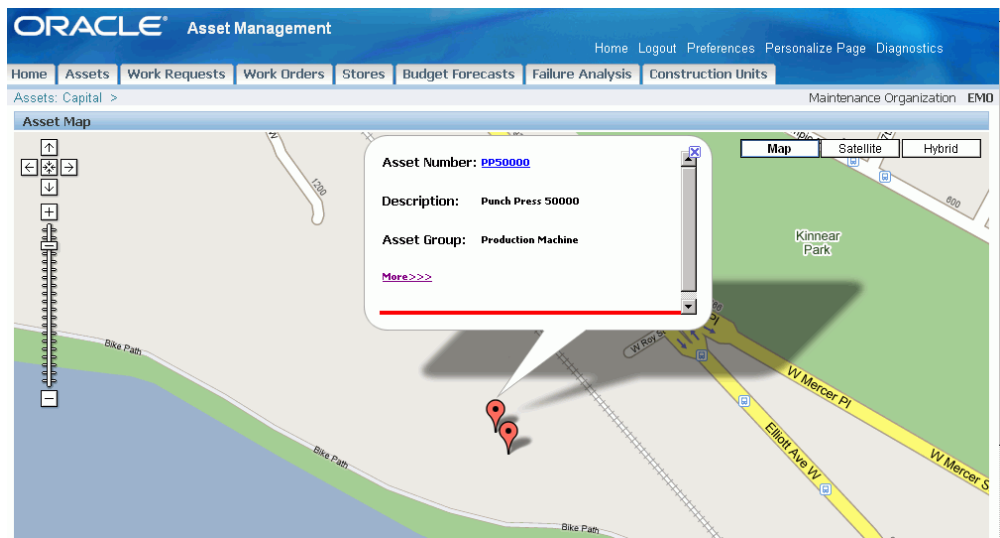 ORACLE® Asset Management
Home Logout Preferences Personalize Page Diagnostics
Home Assets Work Requests Work Orders Stores Budget Forecasts Failure Analysis Construction Units
Assets: Capital >
Maintenance Organization EMO
Asset Map
Map Satellite Hybrid
Asset Number: PP50000
Description: Punch Press 50000
Asset Group: Production Machine
More>>>
1200
600
Kinnear
Park
W Roy St
Pl
W Mercer Pl
Elliott Ave W
W Mercer S
Bike Path
Bike Path
Bike Path